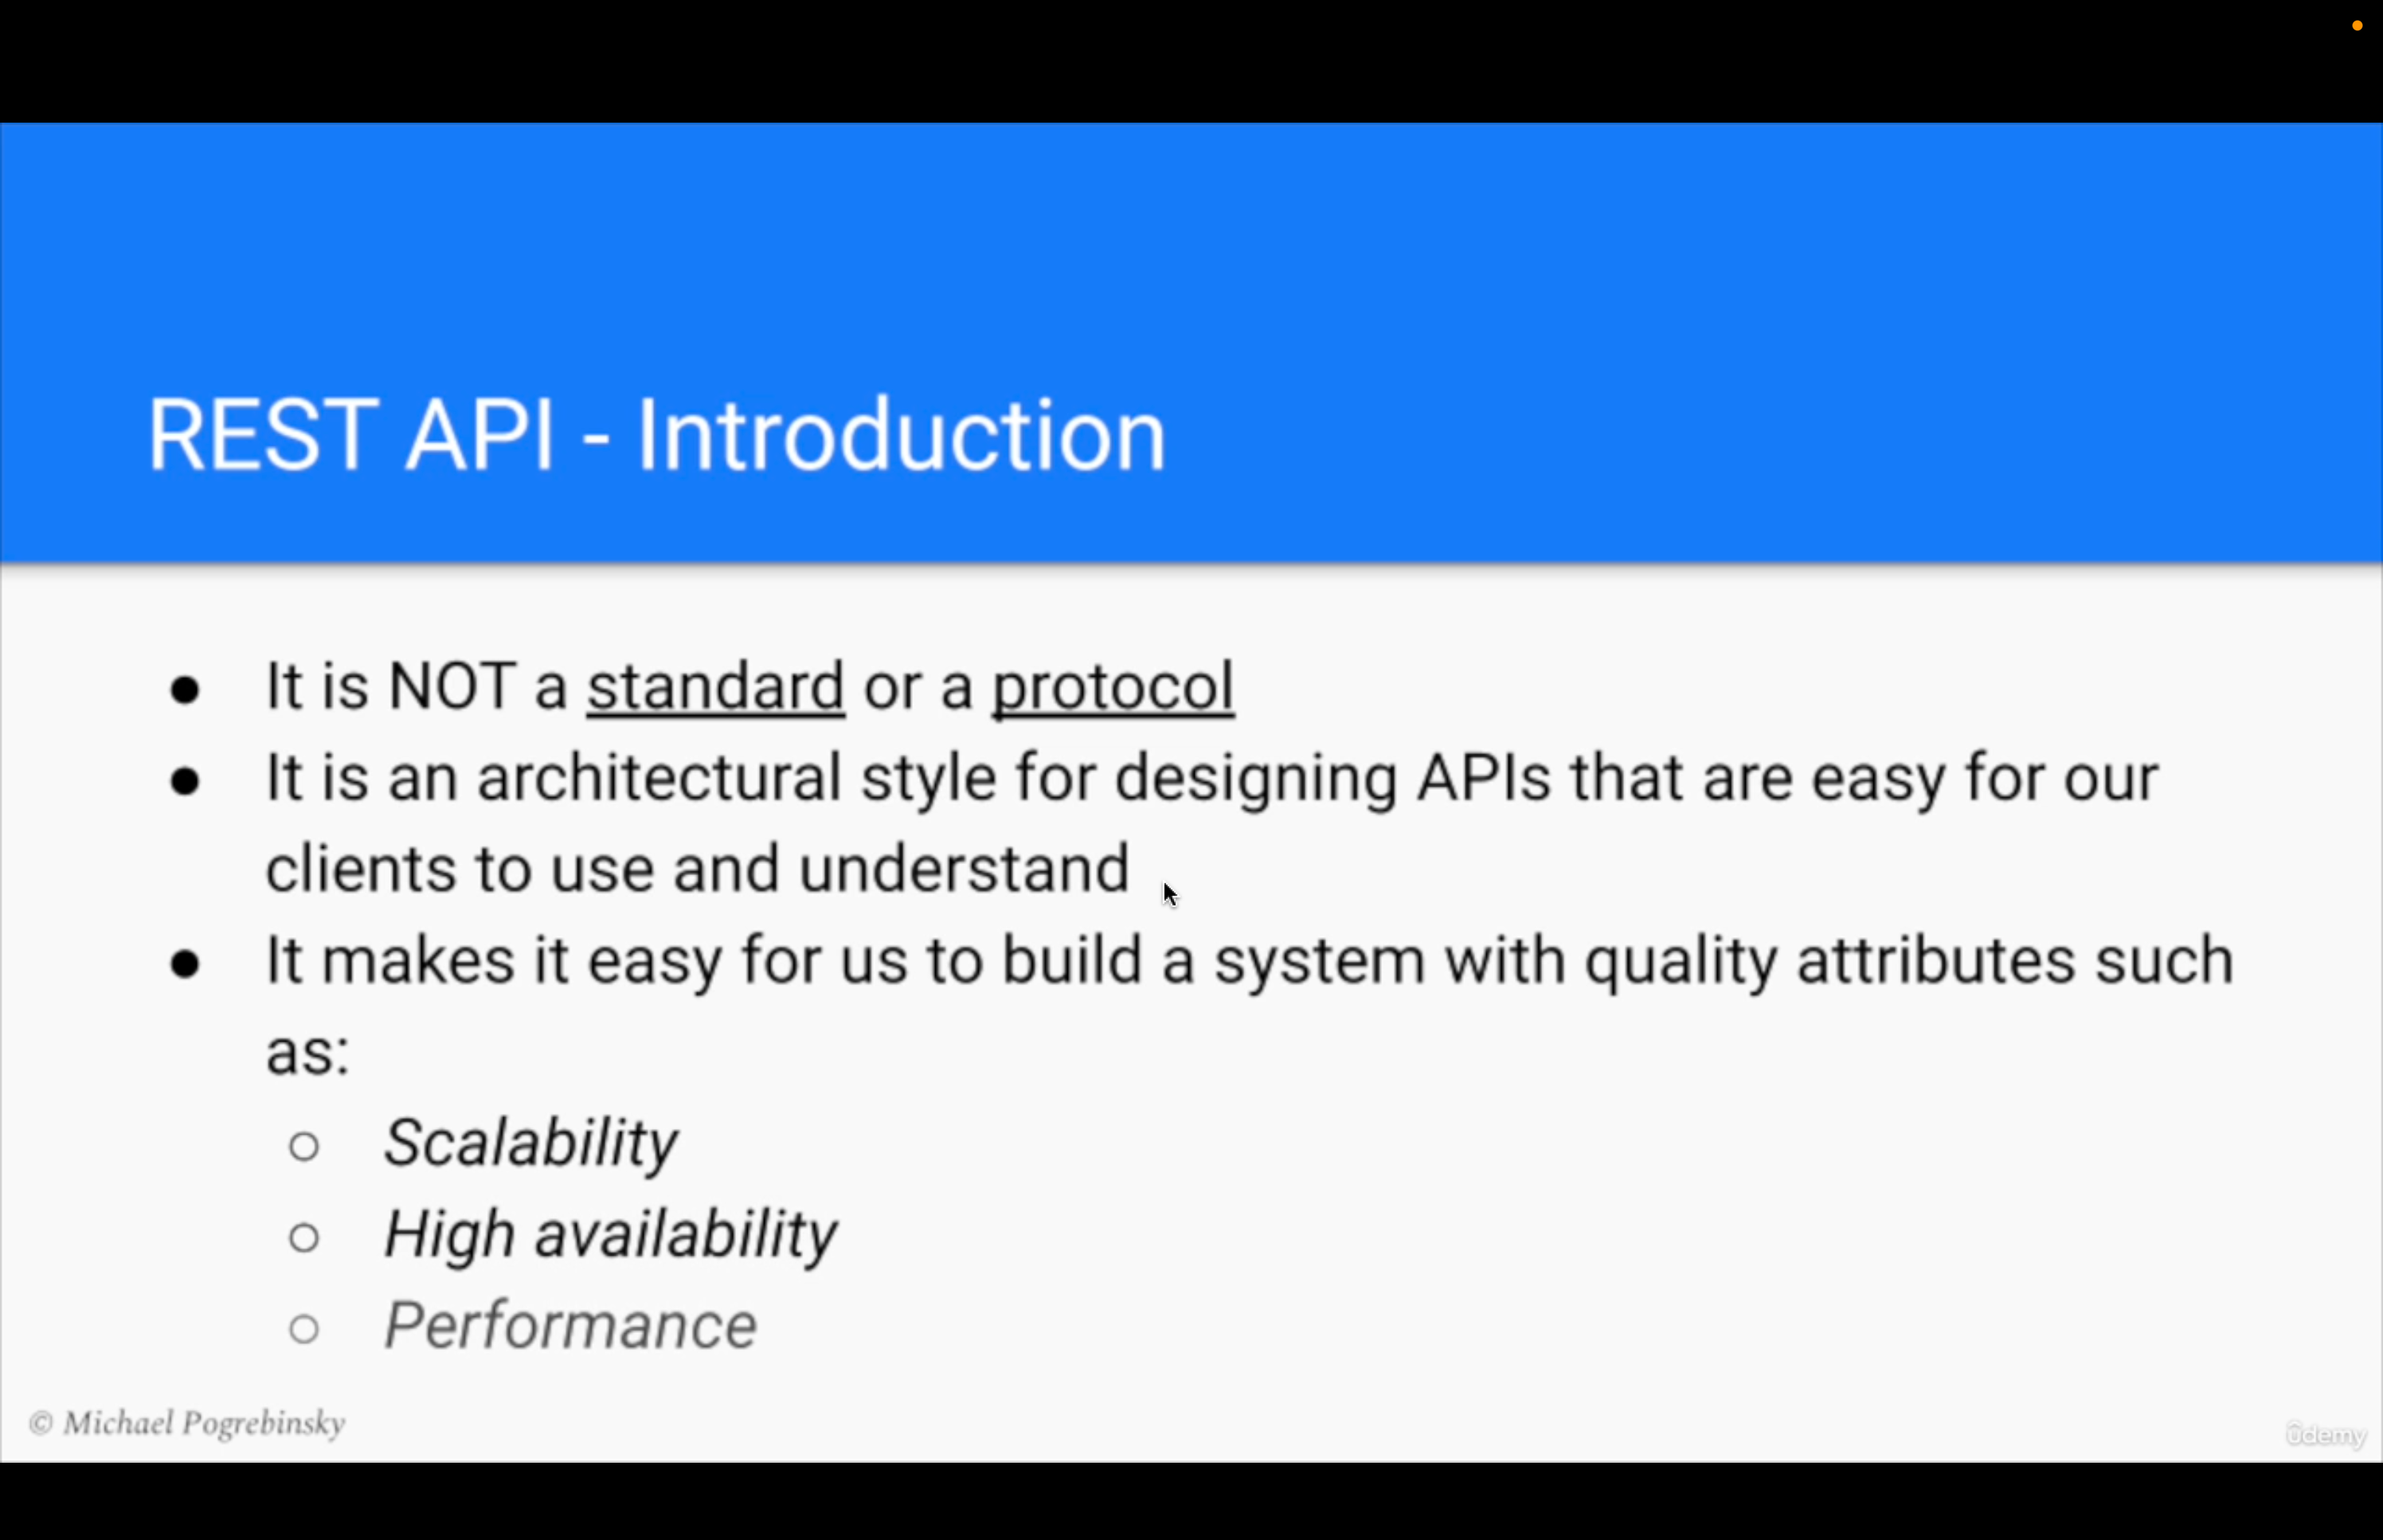 REST API - Introduction
● It is NOT a standard or a protocol
● It is an architectural style for designing APIs that are easy for our
clients to use and understand
● It makes it easy for us to build a system with quality attributes such
as:
○ Scalability
○ High availability
○ Performance
© Michael Pogrebinsky
ûdemy